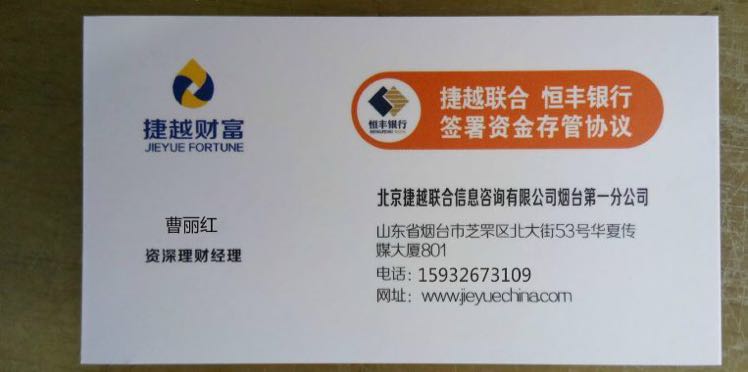 捷越财富
JIEYUE FORTUNE
曹丽红
资深理财经理
恒丰银行
捷越联合 恒丰银行
签署资金存管协议
北京捷越联合信息咨询有限公司烟台第一分公司
山东省烟台市芝罘区北大街53号华夏传
媒大厦801
电话：15932673109
网址：www.jieyuechina.com